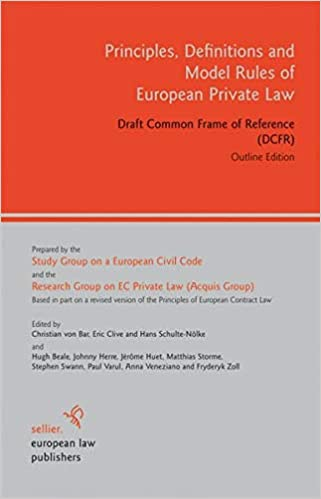 Principles, Definitions and
Model Rules of
European Private Law
Draft Common Frame of Reference
(DCFR)
Outline Edition
Prepared by the
Study Group on a European Civil Code
and the
Research Group on EC Private Law (Acquis Group)
Based in part on a revised version of the Principles of European Contract Law
Edited by
Christian von Bar, Eric Clive and Hans Schulte-Nölke
and
Hugh Beale, Johnny Herre, Jérôme Huet, Matthias Storme,
Stephen Swann, Paul Varul, Anna Veneziano and Fryderyk Zoll
sellier.
european law
publishers